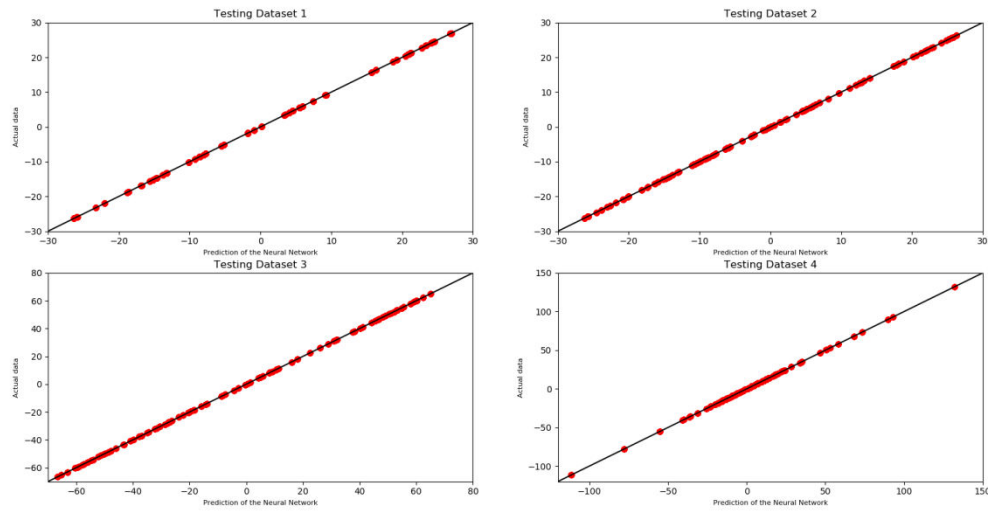 Testing Dataset 1
30
20
10
0
−10
−20
−30
Actual data
−30 −20 −10 0 10 20 30
Prediction of the Neural Network
Testing Dataset 2
30
20
10
0
−10
−20
−30
Actual data
−30 −20 −10 0 10 20 30
Prediction of the Neural Network
Testing Dataset 3
80
60
40
20
0
−20
−40
−60
Actual data
−60 −40 −20 0 20 40 60 80
Prediction of the Neural Network
Testing Dataset 4
150
100
50
0
−50
−100
Actual data
−100 −50 0 50 100 150
Prediction of the Neural Network